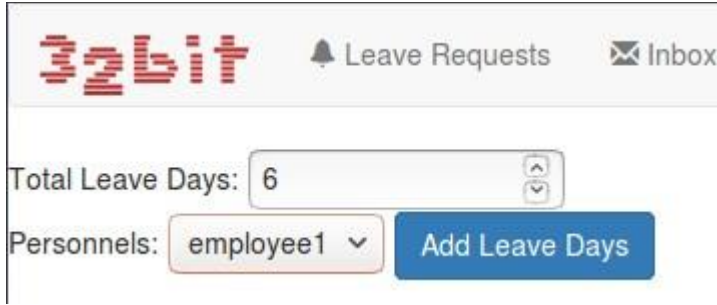 32bit Leave Requests Inbox
Total Leave Days: 6
Personnels: employee1 Add Leave Days